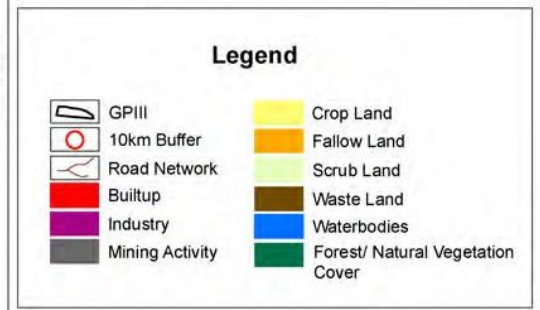 Legend
GPIII
10km Buffer
Road Network
Builtup
Industry
Mining Activity
Crop Land
Fallow Land
Scrub Land
Waste Land
Waterbodies
Forest/ Natural Vegetation
Cover